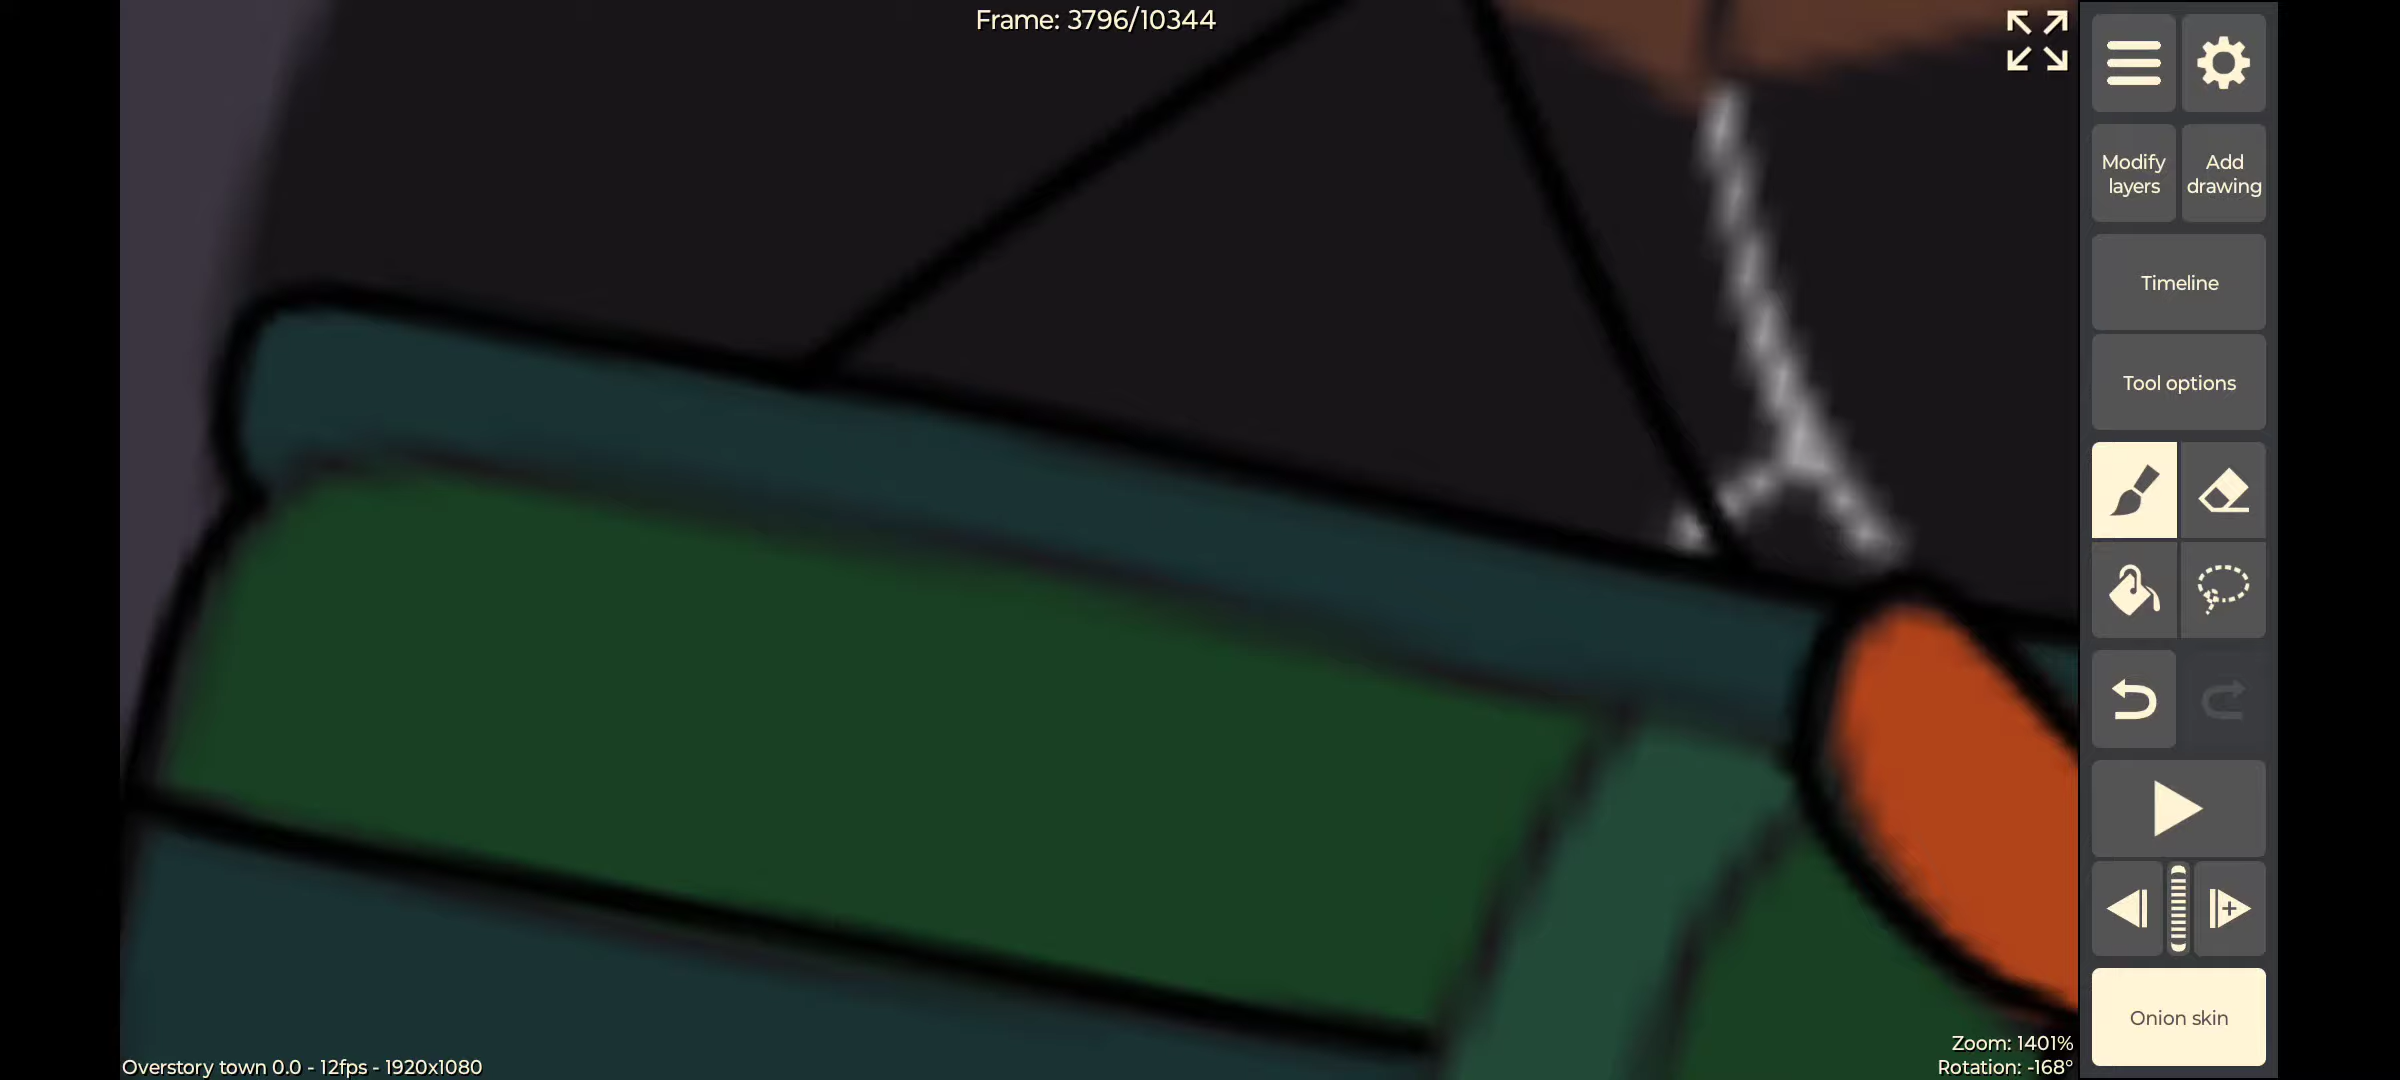 Frame: 3796/10344
Modify
layers
Add
drawing
Timeline
Tool options
Onion skin
Zoom: 1401%
Rotation: -168°
Overstory town 0.0 - 12fps - 1920x1080